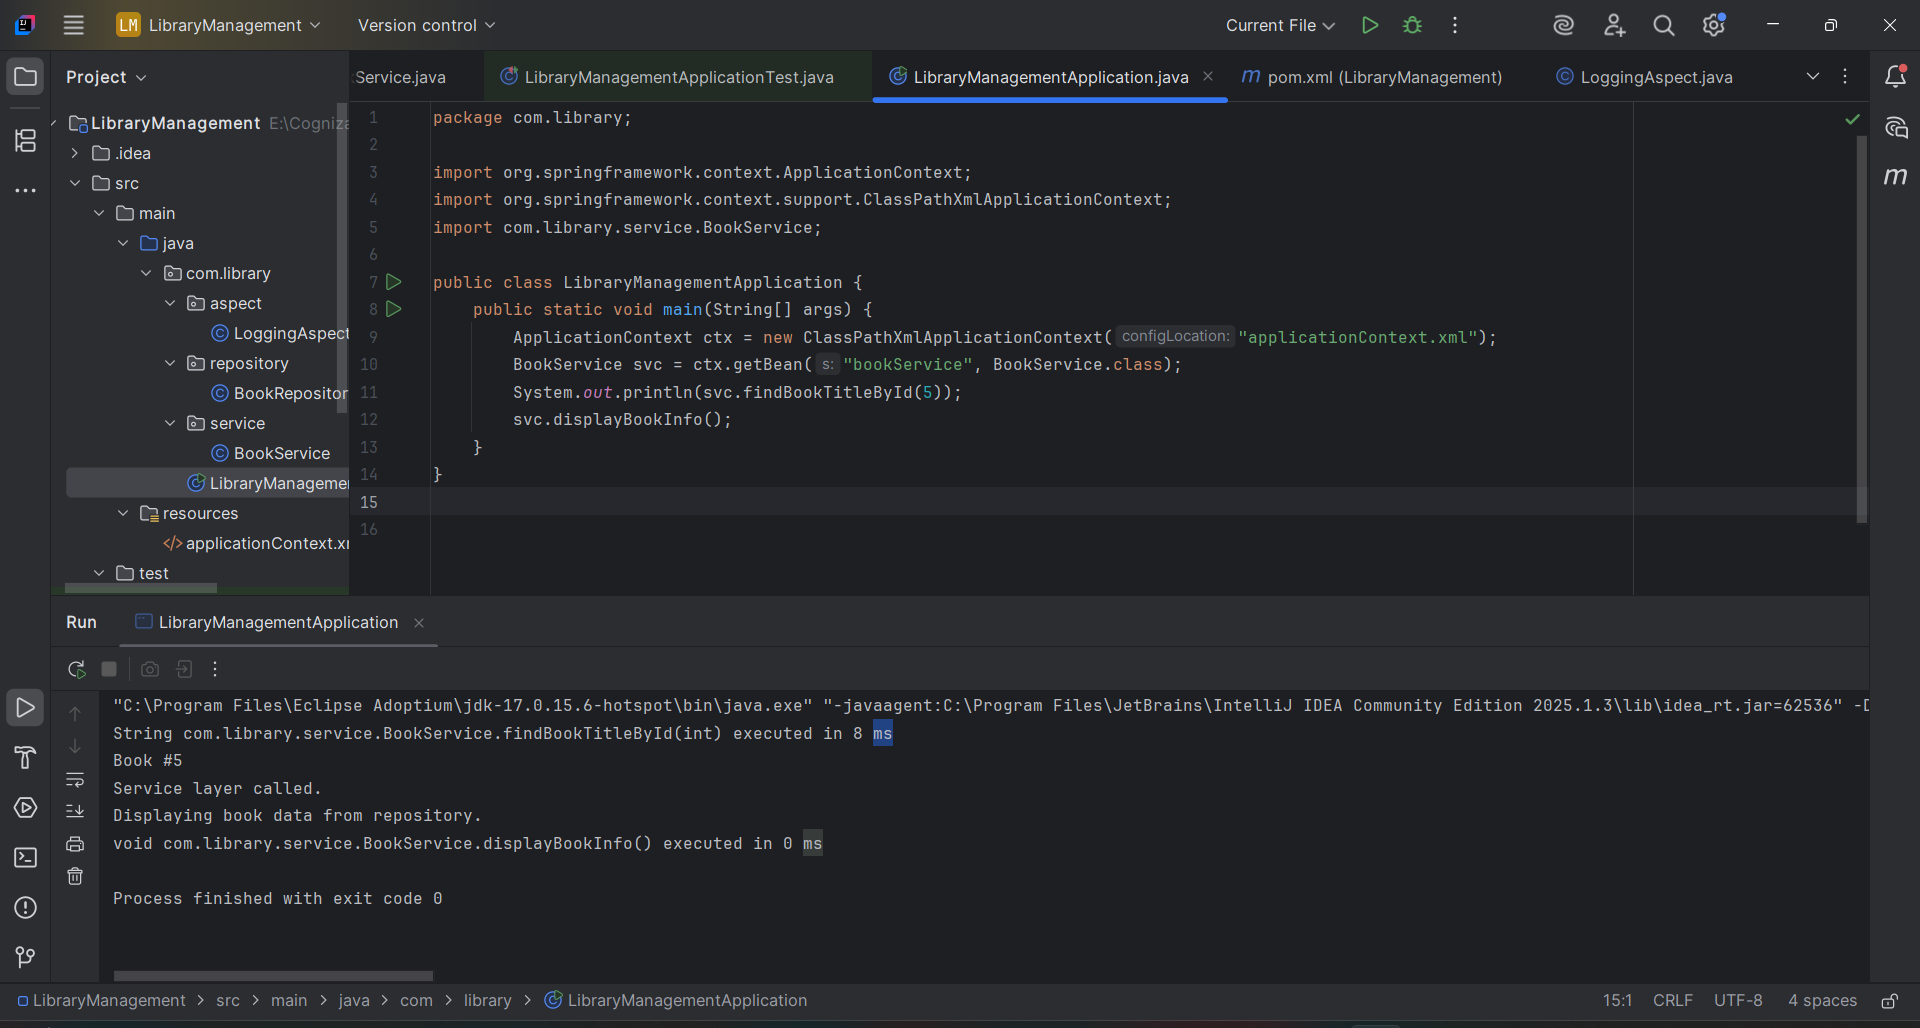 LM LibraryManagement Version control Current File
Project
Service.java LibraryManagementApplicationTest.java LibraryManagementApplication.java m pom.xml (LibraryManagement) LoggingAspect.java
LibraryManagement E:\Cogniza
.idea
src
main
java
com.library
aspect
LoggingAspect
repository
BookRepositor
service
BookService
LibraryManageme
resources
applicationContext.x
test
1 package com.library;
2
3 import org.springframework.context.ApplicationContext;
4 import org.springframework.context.support.ClassPathXmlApplicationContext;
5 import com.library.service.BookService;
6
7 public class LibraryManagementApplication {
8 public static void main(String[] args) {
9 ApplicationContext ctx = new ClassPathXmlApplicationContext( configLocation: "applicationContext.xml");
10 BookService svc = ctx.getBean( s: "bookService", BookService.class);
11 System.out.println(svc.findBookTitleById(5));
12 svc.displayBookInfo();
13 }
14 }
15
16
m
Run LibraryManagementApplication
"C:\Program Files\Eclipse Adoptium\jdk-17.0.15.6-hotspot\bin\java.exe" "-javaagent:C:\Program Files\JetBrains\IntelliJ IDEA Community Edition 2025.1.3\lib\idea_rt.jar=62536" -D
String com.library.service.BookService.findBookTitleById(int) executed in 8 ms
Book #5
Service layer called.
Displaying book data from repository.
void com.library.service.BookService.displayBookInfo() executed in 0 ms
Process finished with exit code 0
LibraryManagement > src > main > java > com > library > LibraryManagementApplication 15:1 CRLF UTF-8 4 spaces